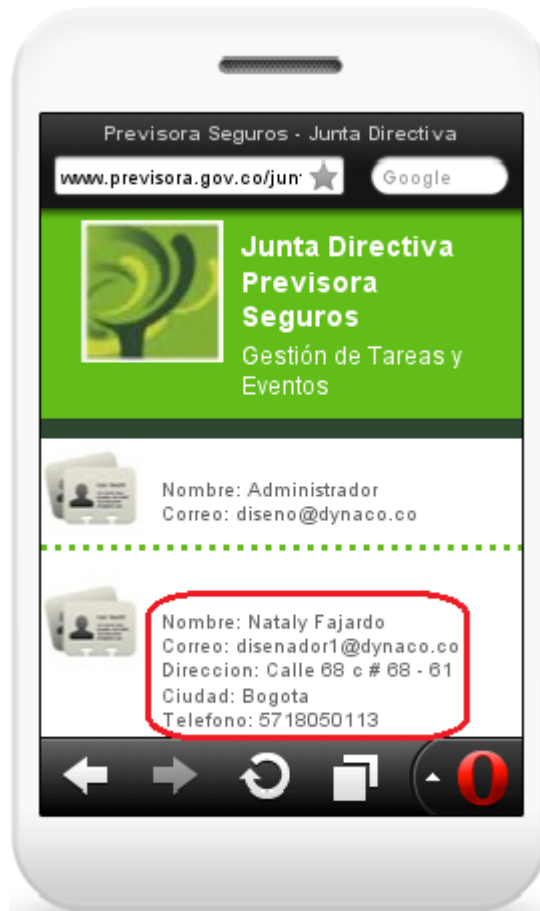 Previsora Seguros - Junta Directiva
www.previsora.gov.co/jun
Google
Junta Directiva
Previsora
Seguros
Gestión de Tareas y
Eventos
Nombre: Administrador
Correo: diseno@dynaco.co
Nombre: Nataly Fajardo
Correo: disenador1@dynaco.co
Direccion: Calle 68 c # 68 - 61
Ciudad: Bogota
Telefono: 5718050113